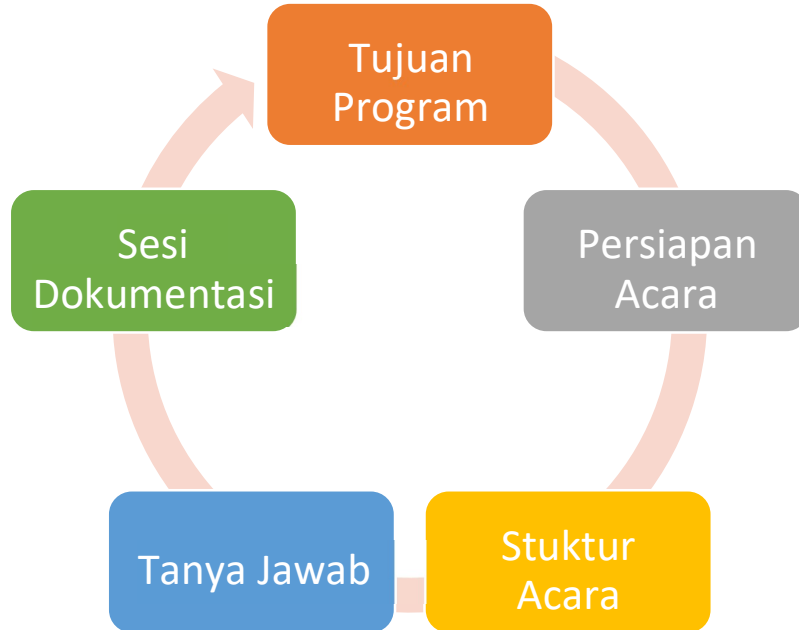 Tujuan
Program
Persiapan
Acara
Stuktur
Acara
Tanya Jawab
Sesi
Dokumentasi